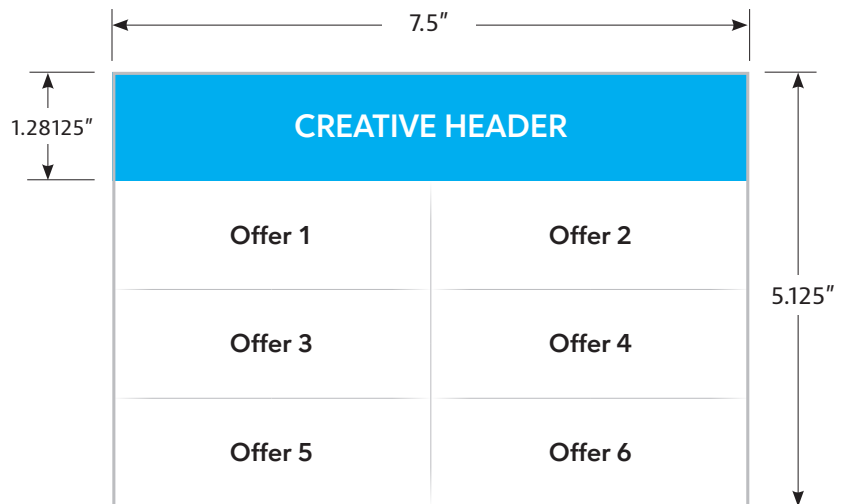 7.5″
1.28125″
CREATIVE HEADER
Offer 1
Offer 2
5.125″
Offer 3
Offer 4
Offer 5
Offer 6